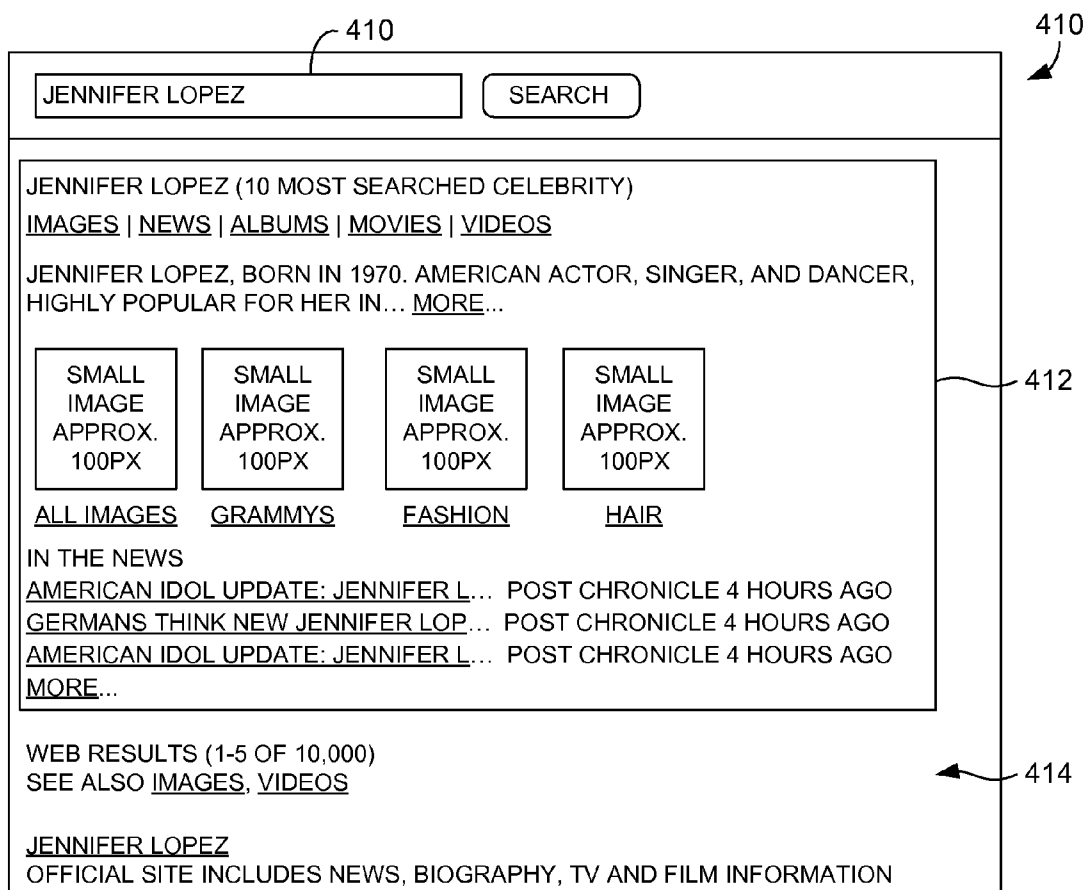 410
410
JENNIFER LOPEZ SEARCH
JENNIFER LOPEZ (10 MOST SEARCHED CELEBRITY)
IMAGES | NEWS | ALBUMS | MOVIES | VIDEOS
JENNIFER LOPEZ, BORN IN 1970. AMERICAN ACTOR, SINGER, AND DANCER,
HIGHLY POPULAR FOR HER IN... MORE...
SMALL IMAGE APPROX. 100PX
SMALL IMAGE APPROX. 100PX
SMALL IMAGE APPROX. 100PX
SMALL IMAGE APPROX. 100PX
412
ALL IMAGES GRAMMYS FASHION HAIR
IN THE NEWS
AMERICAN IDOL UPDATE: JENNIFER L... POST CHRONICLE 4 HOURS AGO
GERMANS THINK NEW JENNIFER LOP... POST CHRONICLE 4 HOURS AGO
AMERICAN IDOL UPDATE: JENNIFER L... POST CHRONICLE 4 HOURS AGO
MORE...
WEB RESULTS (1-5 OF 10,000)
SEE ALSO IMAGES, VIDEOS
414
JENNIFER LOPEZ
OFFICIAL SITE INCLUDES NEWS, BIOGRAPHY, TV AND FILM INFORMATION